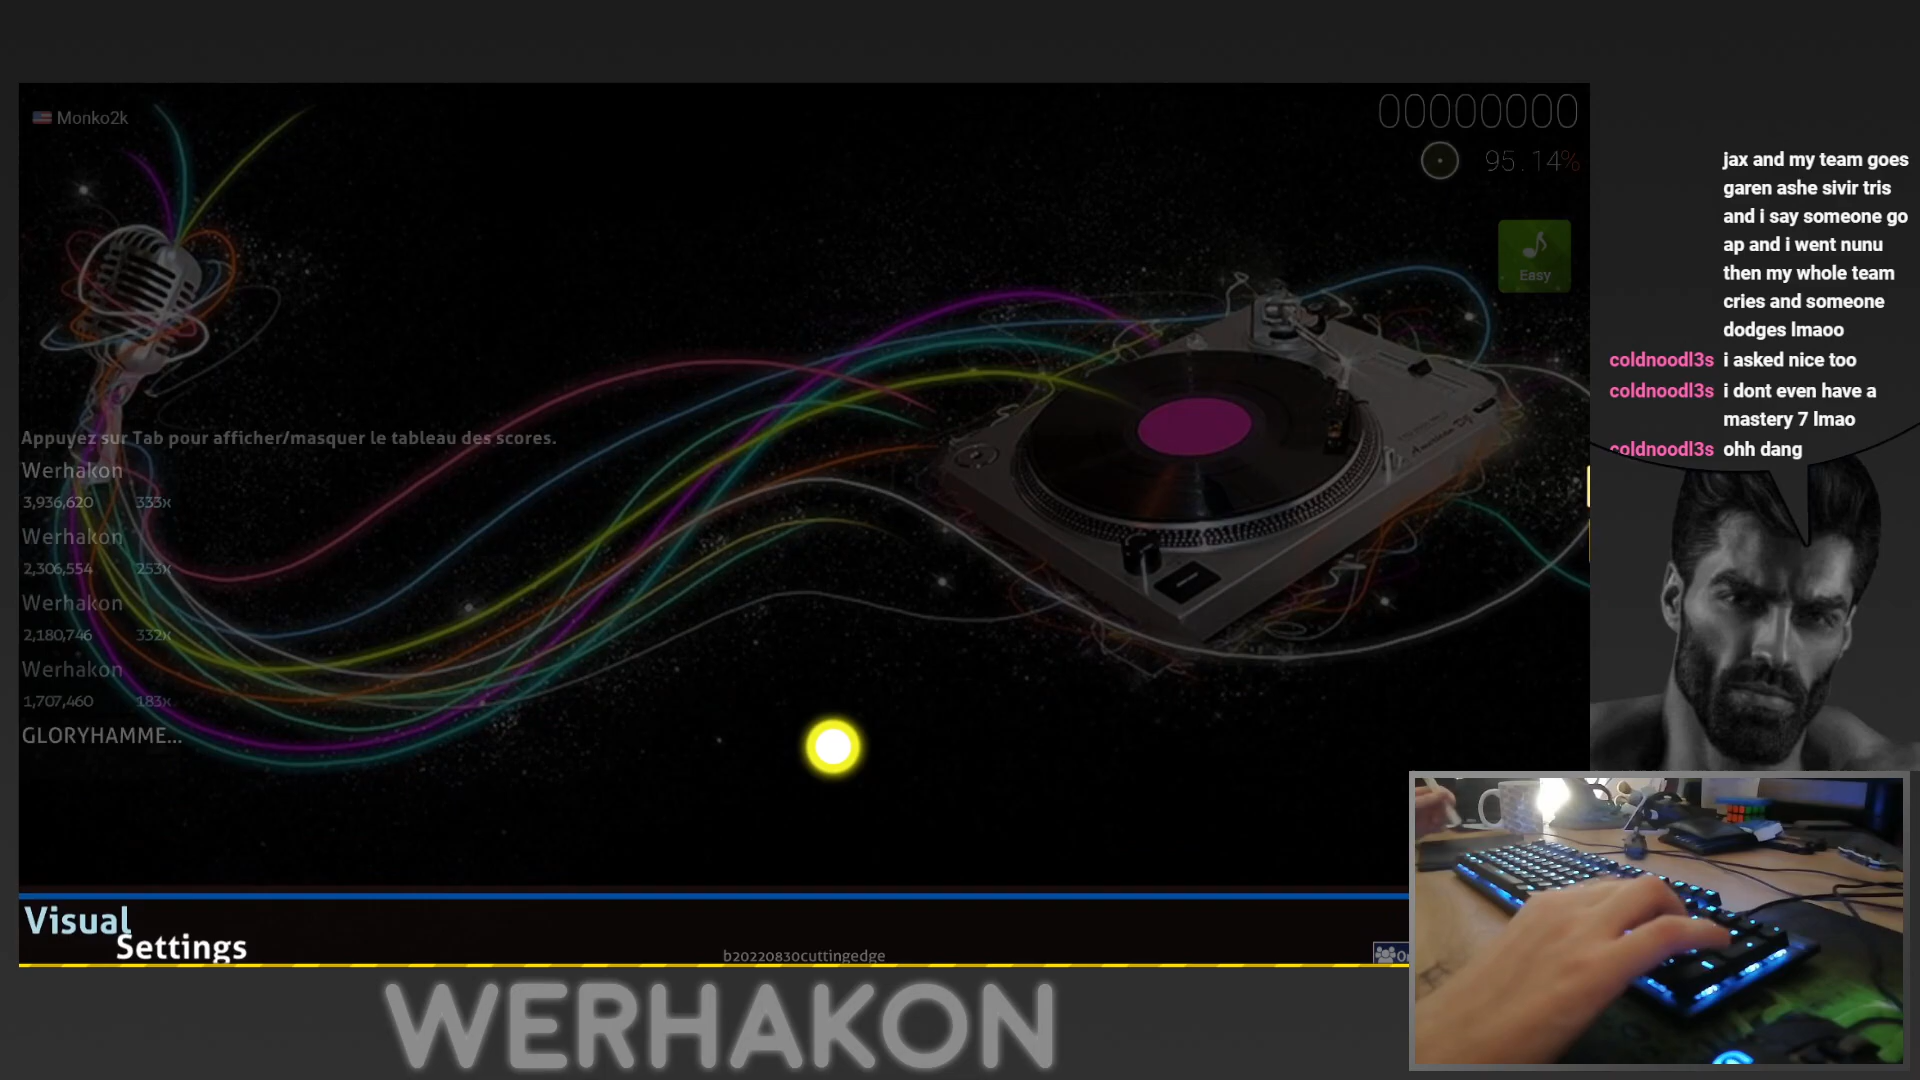 Monko2k
00000000
95.14%
Easy
Appuyez sur Tab pour afficher/masquer le tableau des scores.
Werhakon
3,936,620 333x
Werhakon
2,306,554 253x
Werhakon
2,180,746 332x
Werhakon
1,707,460 183x
GLORYHAMME...
Visual
Settings
b20220830cuttingedge
WERHAKON
jax and my team goes
garen ashe sivir tris
and i say someone go
ap and i went nunu
then my whole team
cries and someone
dodges lmaoo
coldnoodl3s i asked nice too
coldnoodl3s i dont even have a
mastery 7 lmao
coldnoodl3s ohh dang